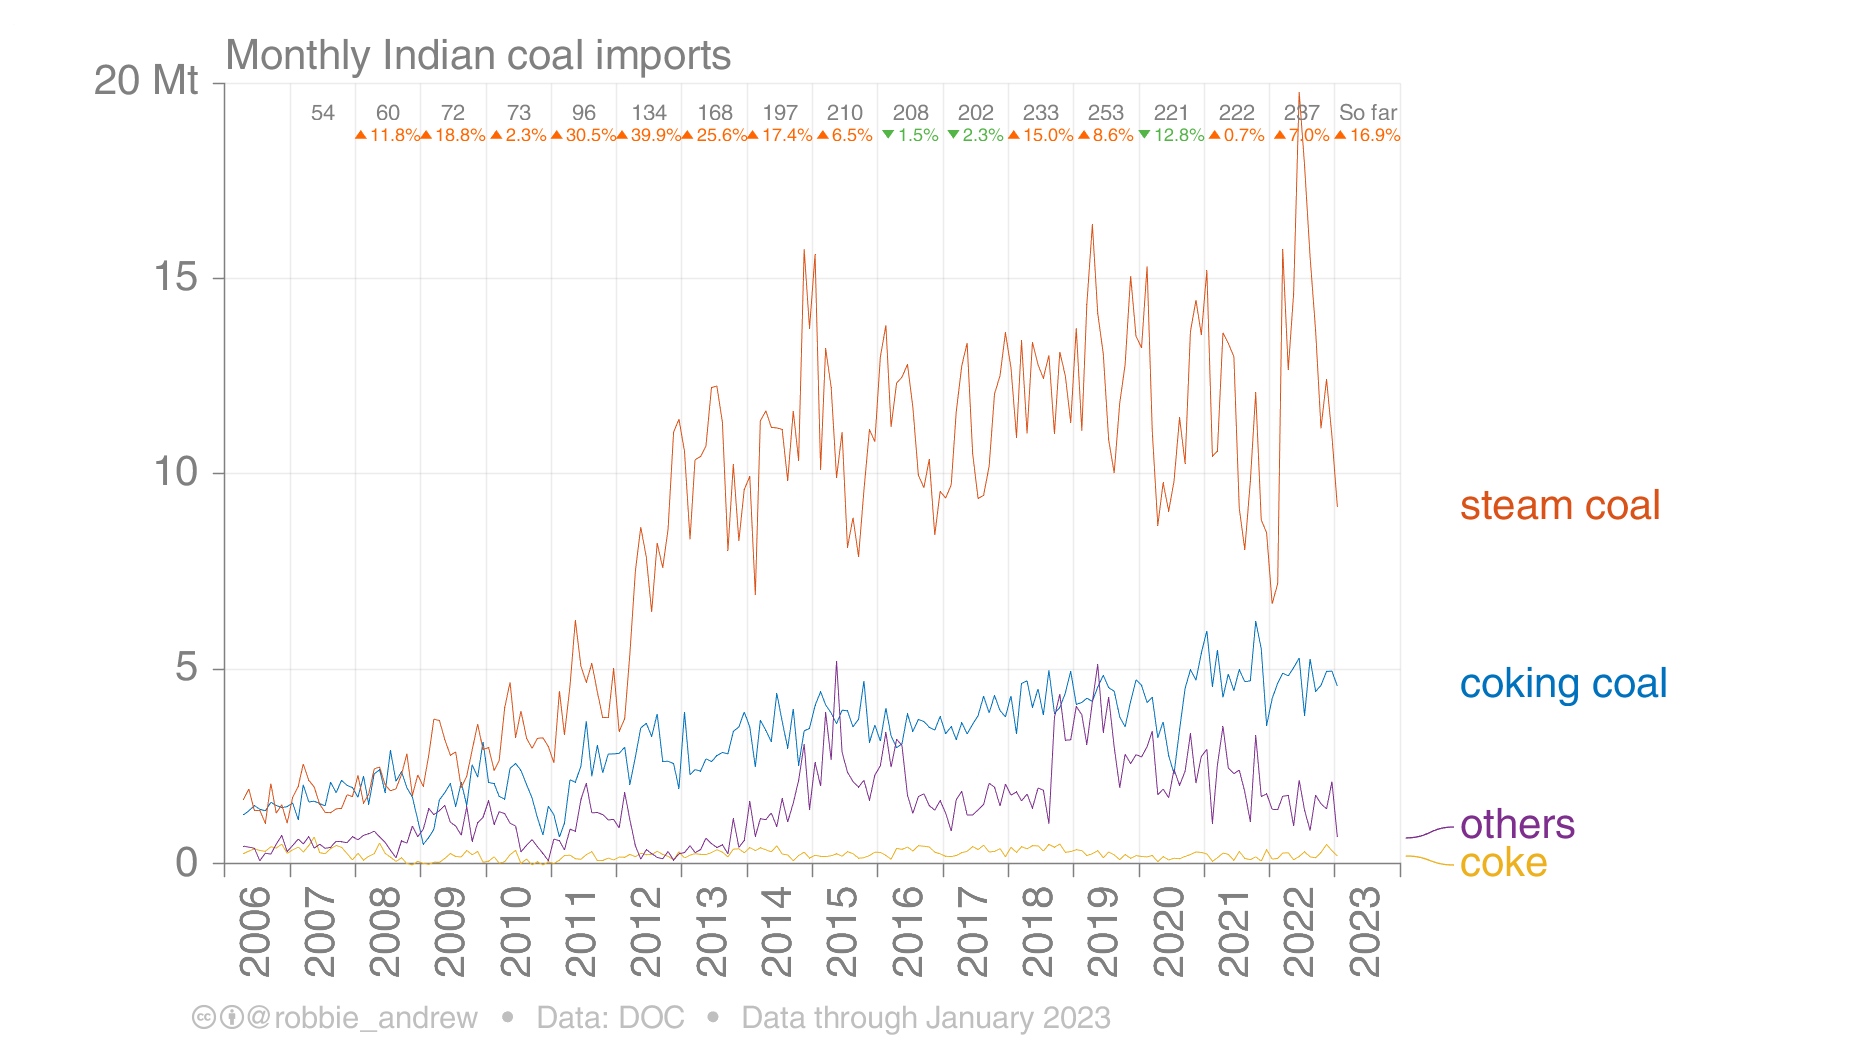 Monthly Indian coal imports
20 Mt
54 60 72 73 96 134 168 197 210 208 202 233 253 221 222 237 So far
▲ 11.8% ▲ 18.8% ▲ 2.3% ▲ 30.5% ▲ 39.9% ▲ 25.6% ▲ 17.4% ▲ 6.5% ▼ 1.5% ▼ 2.3% ▲ 15.0% ▲ 8.6% ▼ 12.8% ▲ 0.7% ▲ 7.0% ▲ 16.9%
15
10
steam coal
5
coking coal
others
0
coke
2006 2007 2008 2009 2010 2011 2012 2013 2014 2015 2016 2017 2018 2019 2020 2021 2022 2023
cc @robbie_andrew • Data: DOC • Data through January 2023